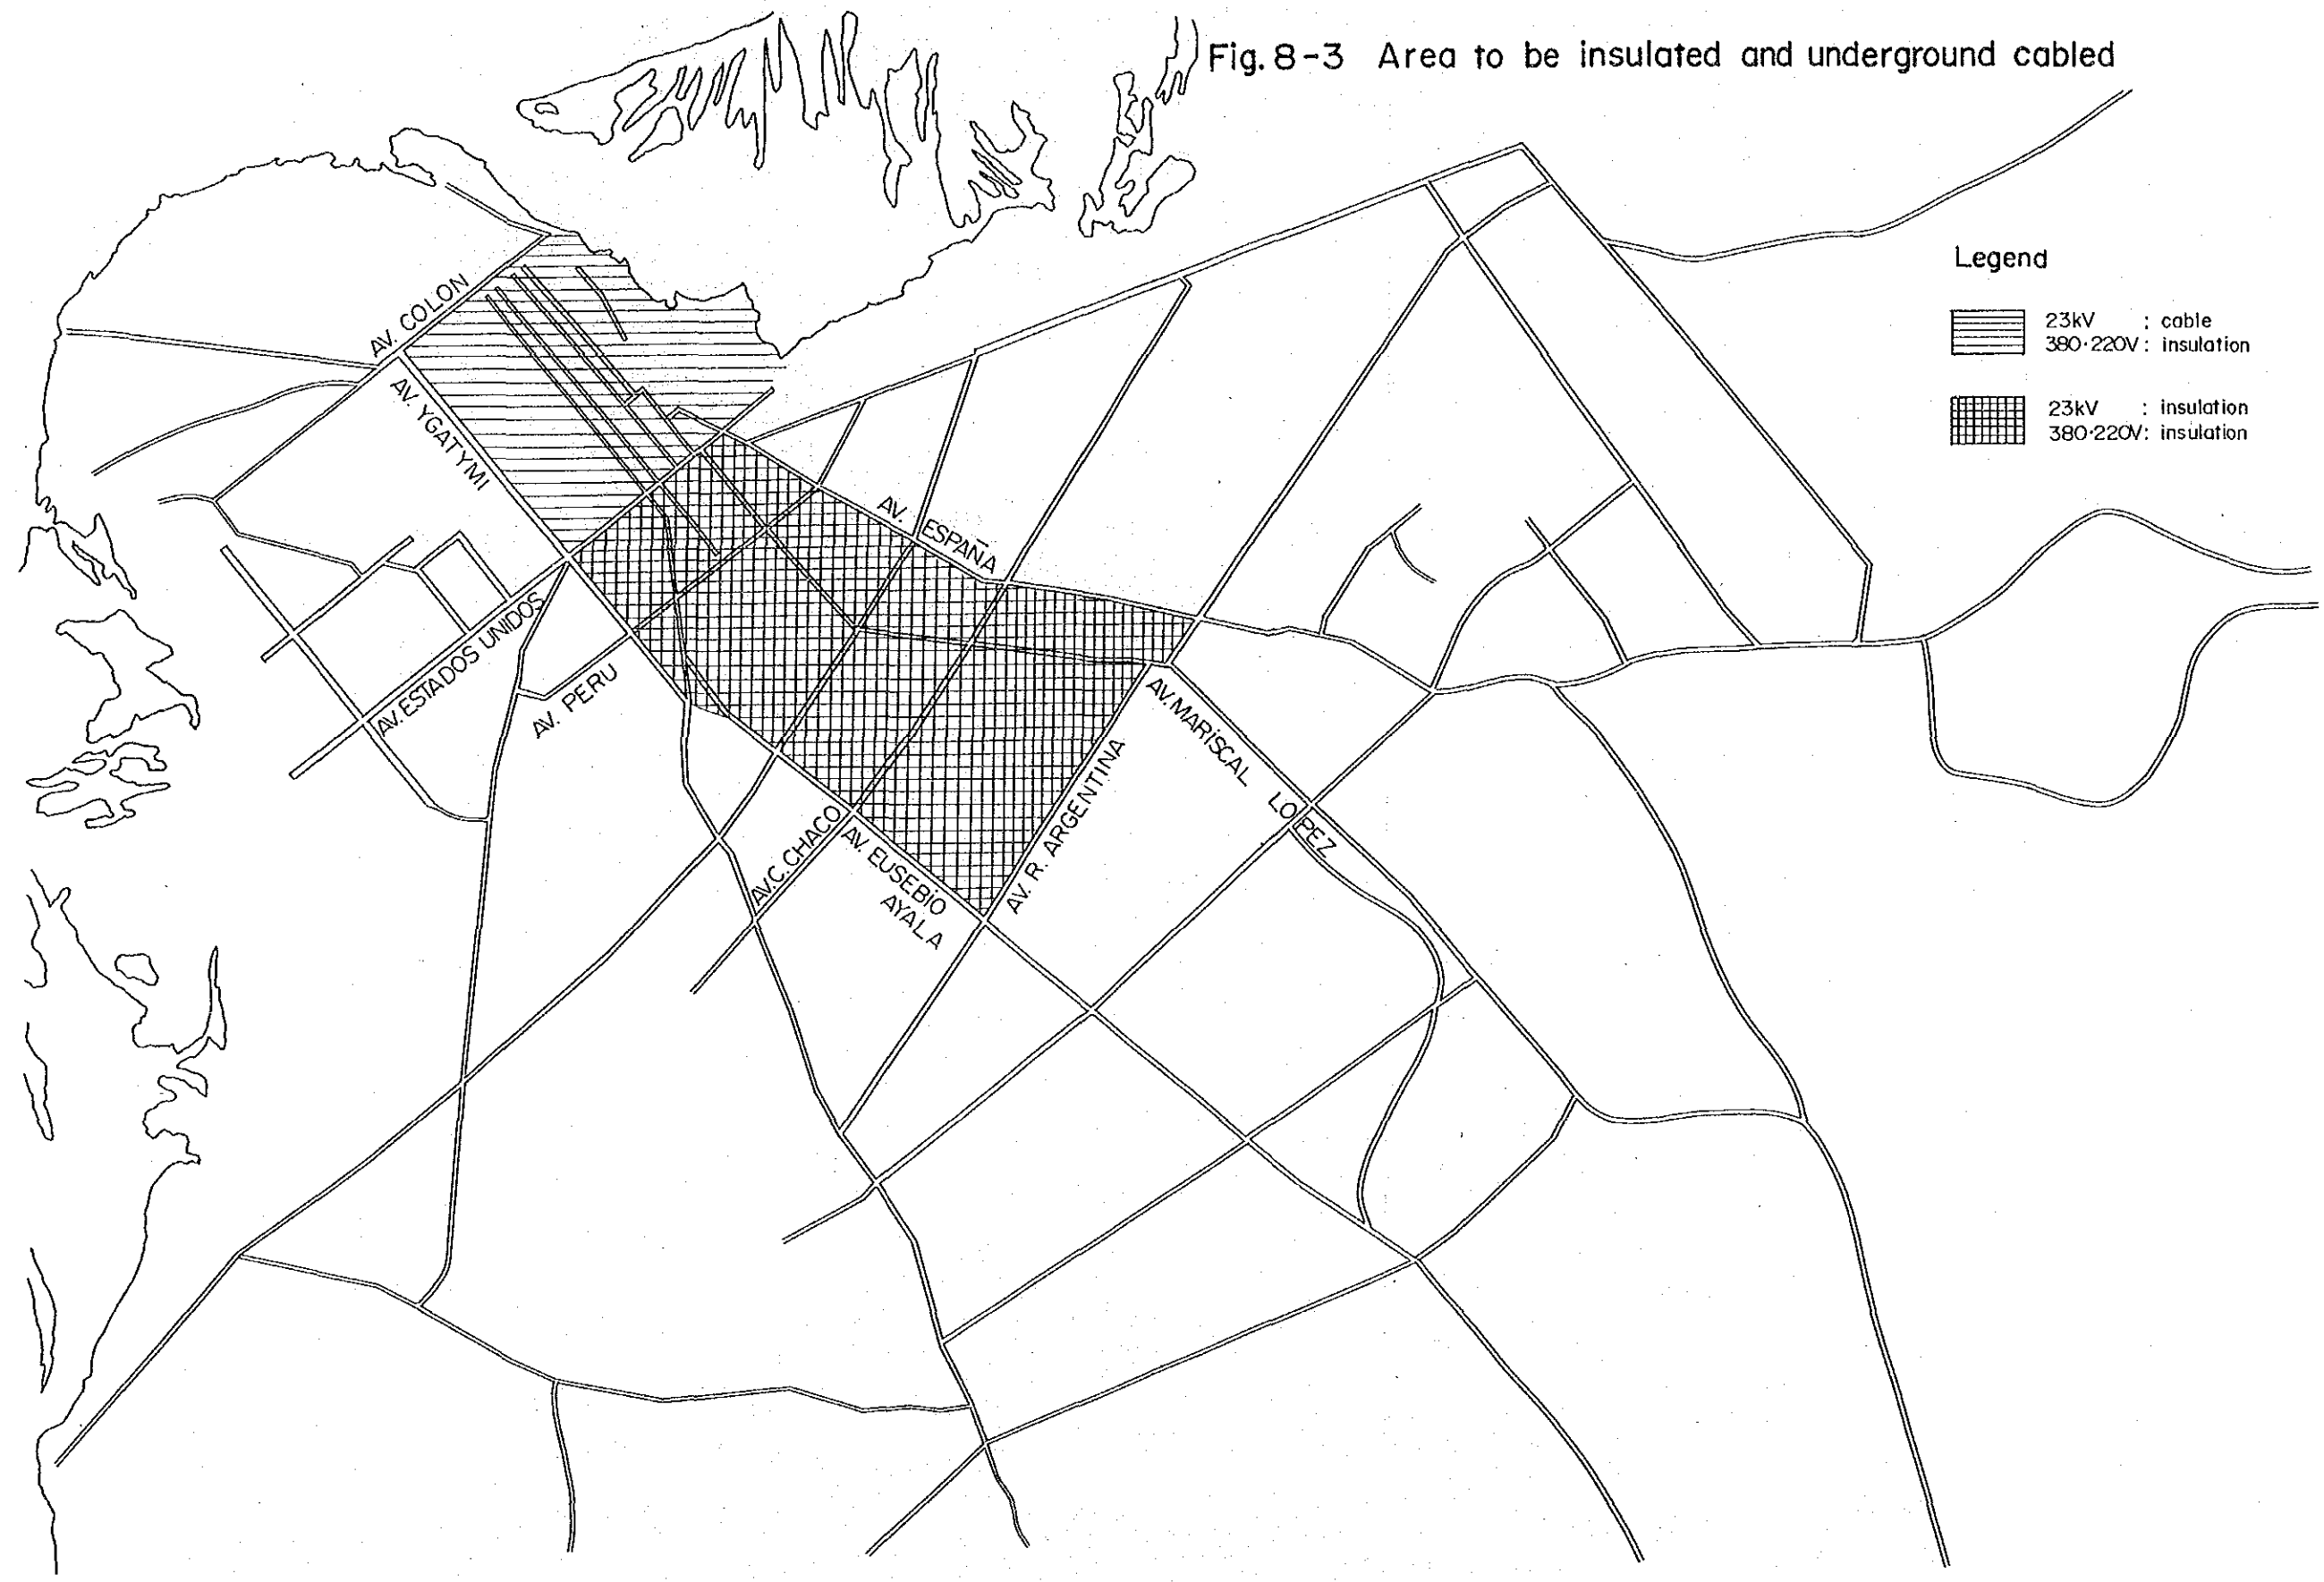 Fig. 8-3 Area to be insulated and underground cabled
Legend
23kV : cable
380·220V : insulation
23kV : insulation
380·220V : insulation
AV. COLON
AV. YGATYMI
AV. ESPAÑA
AV. ESTADOS UNIDOS
AV. PERU
AV. MARISCAL LOPEZ
AV. R. ARGENTINA
AV.C. CHACO
AV. EUSEBIO
AYALA